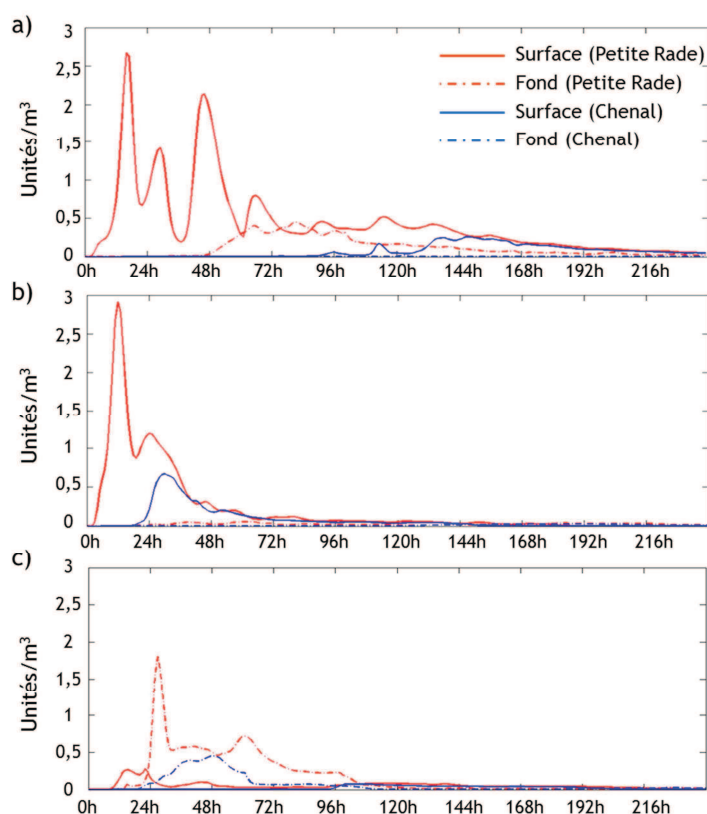 a)
3
2,5
2
1,5
1
0,5
0
Unités/m³
Surface (Petite Rade)
Fond (Petite Rade)
Surface (Chenal)
Fond (Chenal)
0h 24h 48h 72h 96h 120h 144h 168h 192h 216h
b)
3
2,5
2
1,5
1
0,5
0
Unités/m³
0h 24h 48h 72h 96h 120h 144h 168h 192h 216h
c)
3
2,5
2
1,5
1
0,5
0
Unités/m³
0h 24h 48h 72h 96h 120h 144h 168h 192h 216h